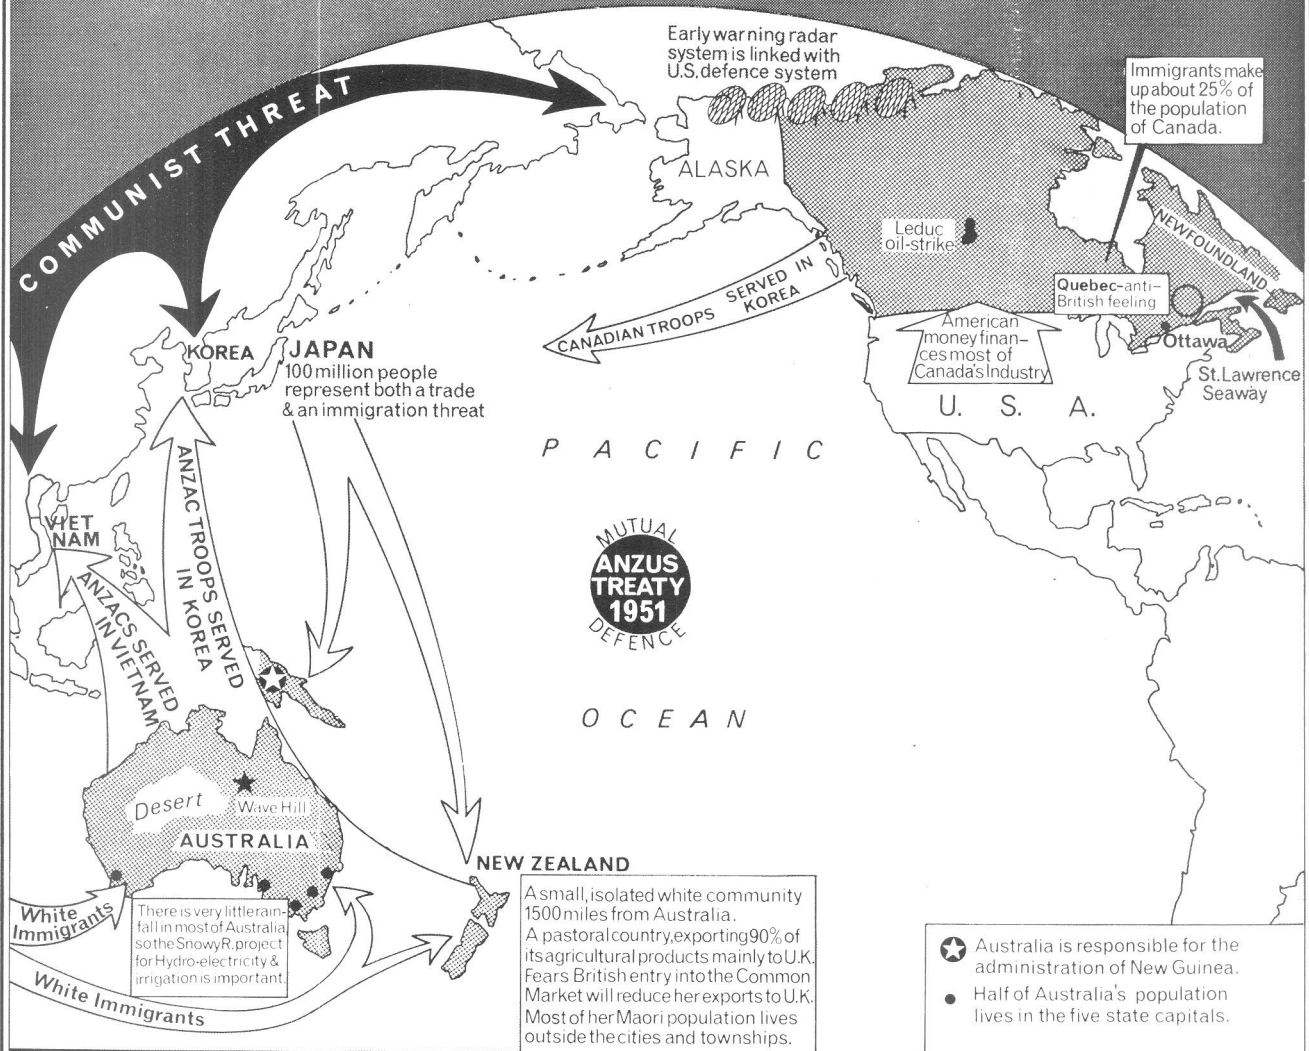 COMMUNIST THREAT
Early warning radar
system is linked with
U.S. defence system
Immigrants make
up about 25% of
the population
of Canada.
ALASKA
Leduc
oil-strike
NEWFOUNDLAND
Quebec-anti-
British feeling
Ottawa
St. Lawrence
Seaway
CANADIAN TROOPS SERVED IN
KOREA
American
money finan-
ces most of
Canada's Industry
U. S. A.
KOREA
JAPAN
100 million people
represent both a trade
& an immigration threat
PACIFIC
VIET
NAM
ANZAC TROOPS SERVED
IN KOREA
ANZACS SERVED
IN VIETNAM
MUTUAL
ANZUS
TREATY
1951
DEFENCE
OCEAN
Desert
Wave Hill
AUSTRALIA
NEW ZEALAND
White
Immigrants
There is very little rain-
fall in most of Australia
so the Snowy R. project
for Hydro-electricity &
irrigation is important.
White Immigrants
A small, isolated white community
1500 miles from Australia.
A pastoral country, exporting 90% of
its agricultural products mainly to U.K.
Fears British entry into the Common
Market will reduce her exports to U.K.
Most of her Maori population lives
outside the cities and townships.
Australia is responsible for the
administration of New Guinea.
Half of Australia's population
lives in the five state capitals.